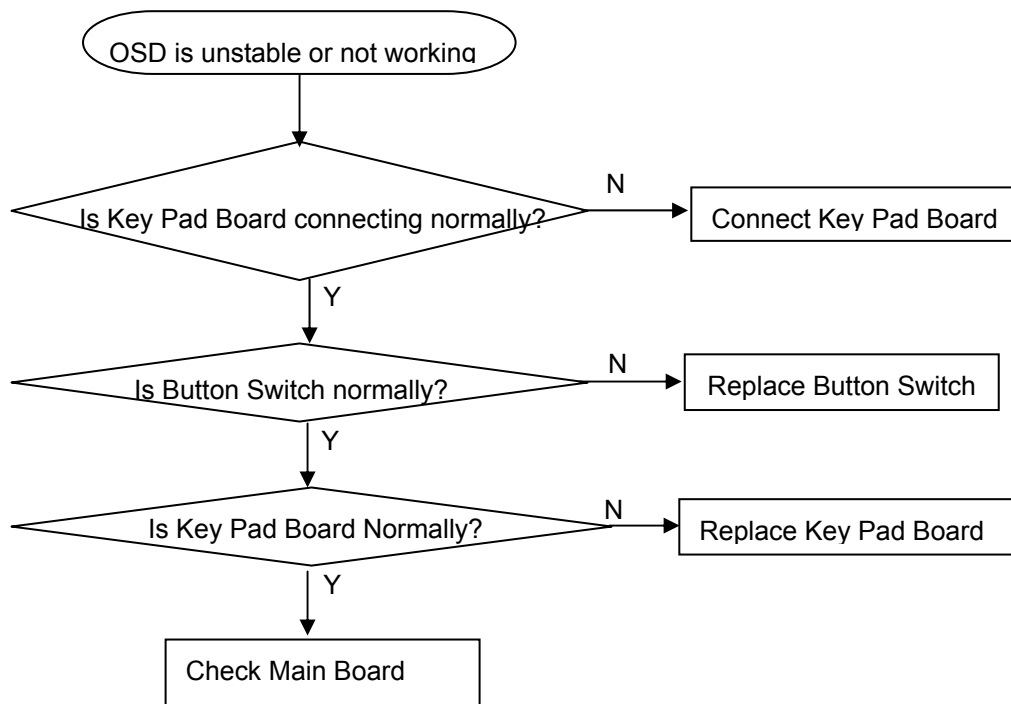 OSD is unstable or not working
N
Is Key Pad Board connecting normally?
Connect Key Pad Board
Y
N
Is Button Switch normally?
Replace Button Switch
Y
N
Is Key Pad Board Normally?
Replace Key Pad Board
Y
Check Main Board